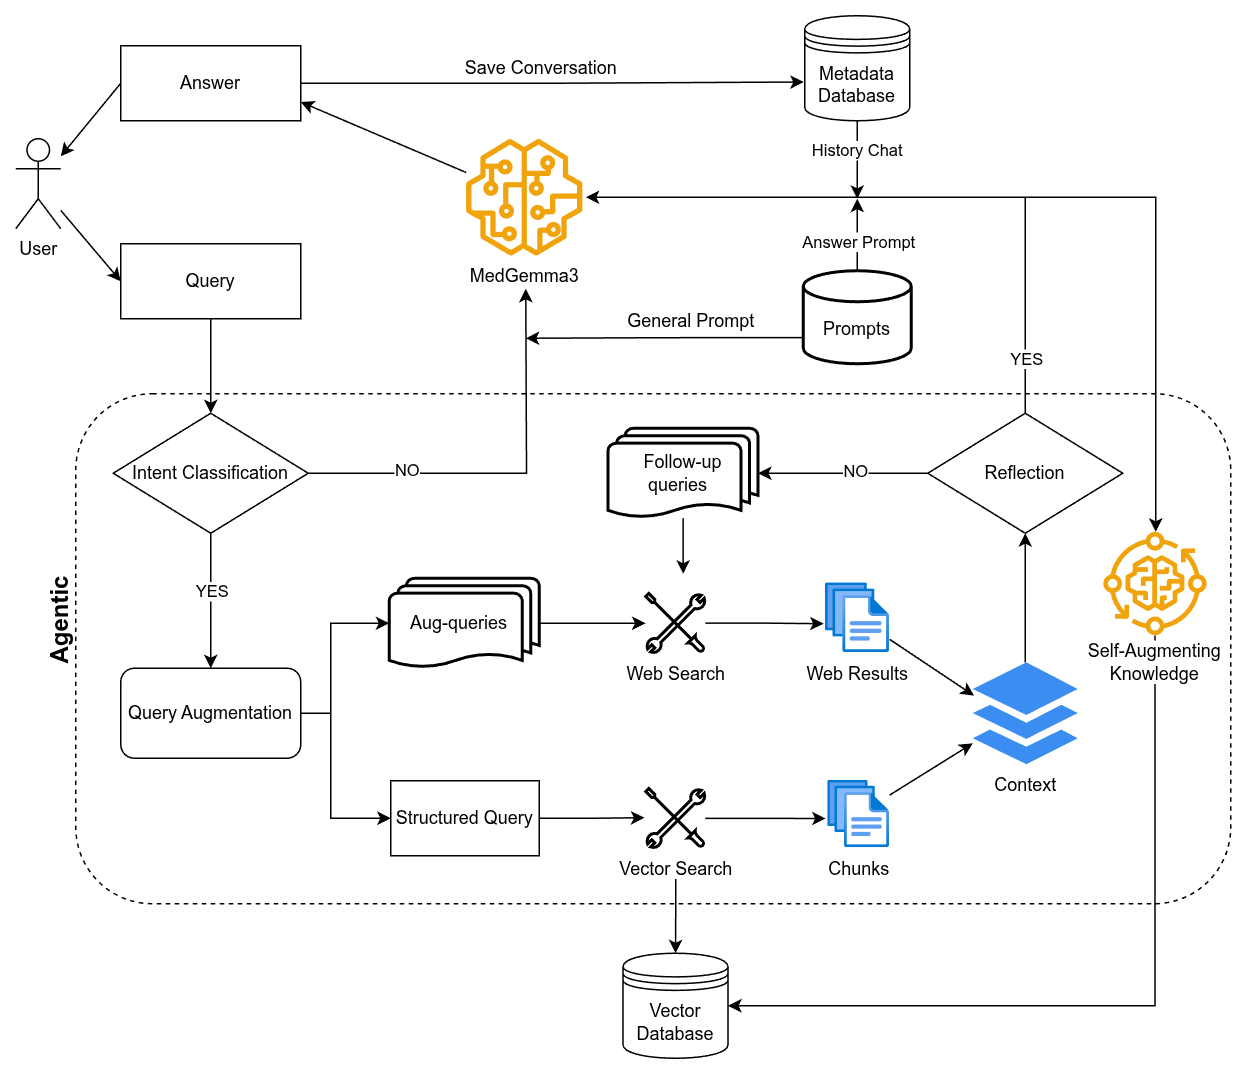 Answer
Save Conversation
Metadata
Database
History Chat
User
MedGemma3
Answer Prompt
Query
General Prompt
Prompts
YES
Intent Classification
NO
Follow-up
queries
NO
Reflection
Agentic
YES
Aug-queries
Web Search
Web Results
Self-Augmenting
Knowledge
Query Augmentation
Context
Structured Query
Vector Search
Chunks
Vector
Database